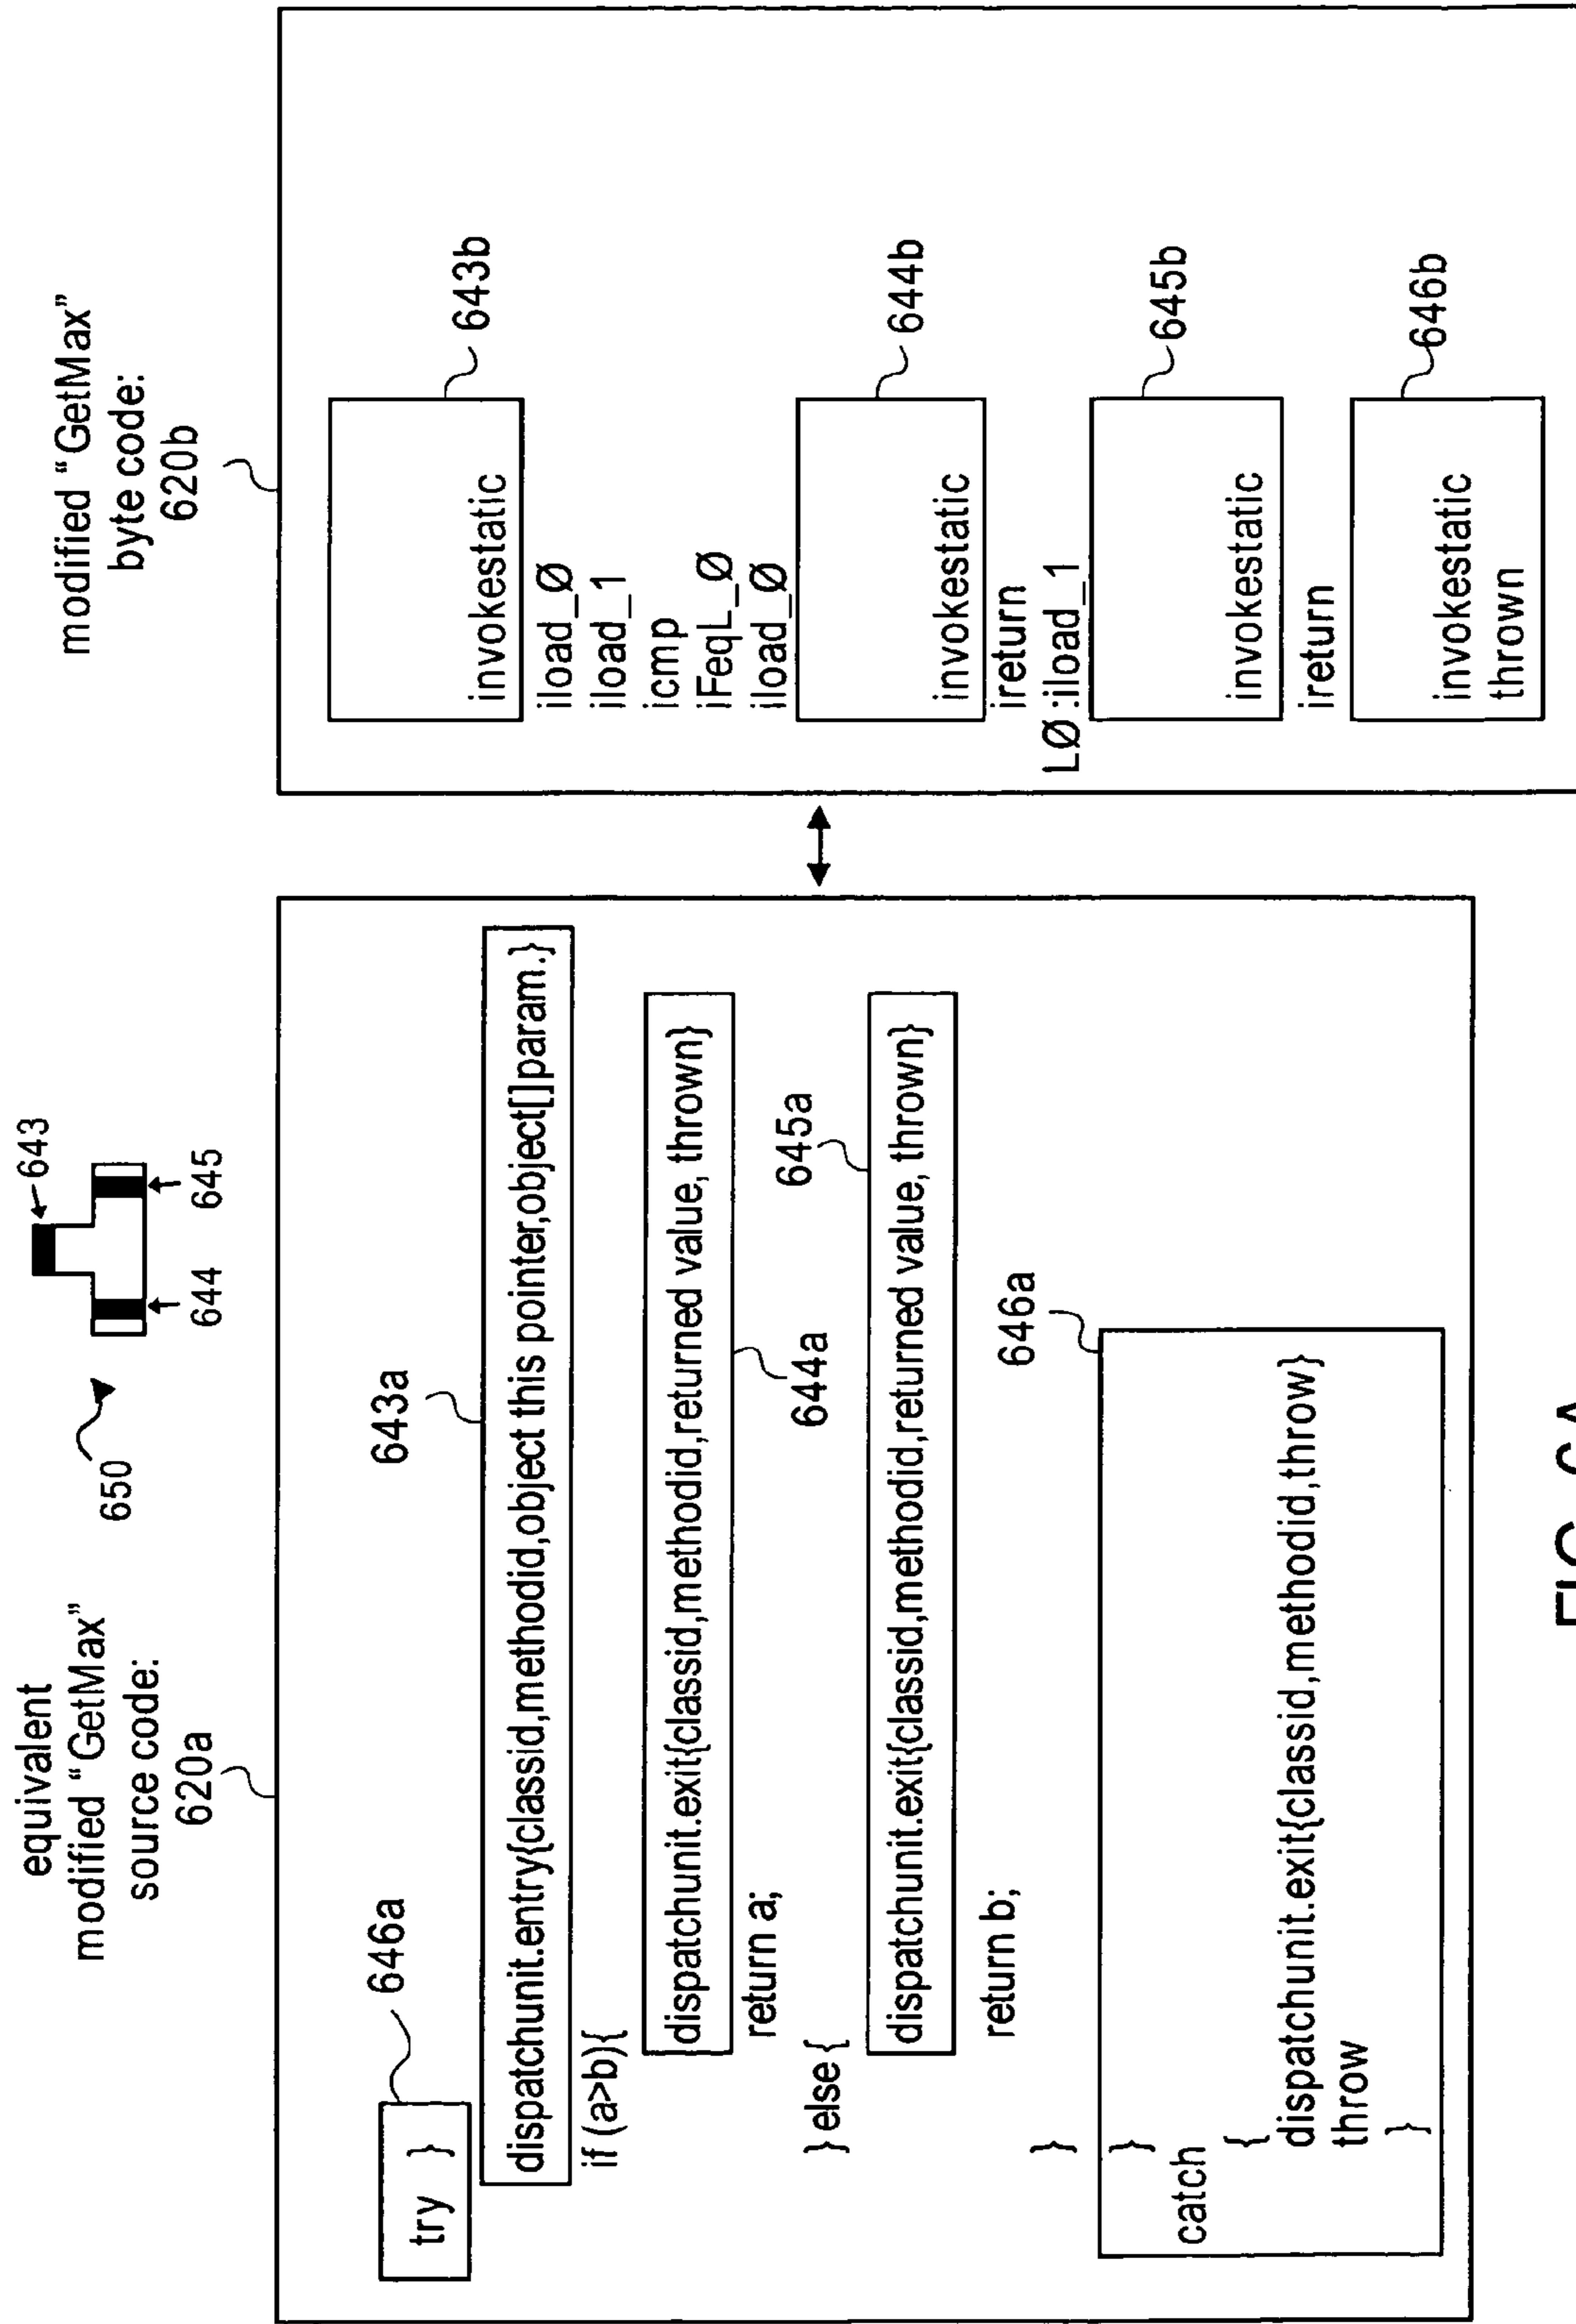 equivalent
modified “GetMax”
source code:
620a
650
643
644
645
646a
try }
643a
dispatchunit.entry{classid,methodid,object this pointer,object[]param.}
if (a>b){
dispatchunit.exit{classid,methodid,returned value, thrown}
644a
return a;
} else {
645a
dispatchunit.exit{classid,methodid,returned value, thrown}
return b;
}
646a
}
catch
{
dispatchunit.exit{classid,methodid,throw}
throw
}
modified “GetMax”
byte code:
620b
invokestatic
643b
iload_Ø
iload_1
icmp
iFeqL_Ø
iload_Ø
invokestatic
644b
ireturn
LØ:iload_1
invokestatic
645b
ireturn
invokestatic
thrown
646b